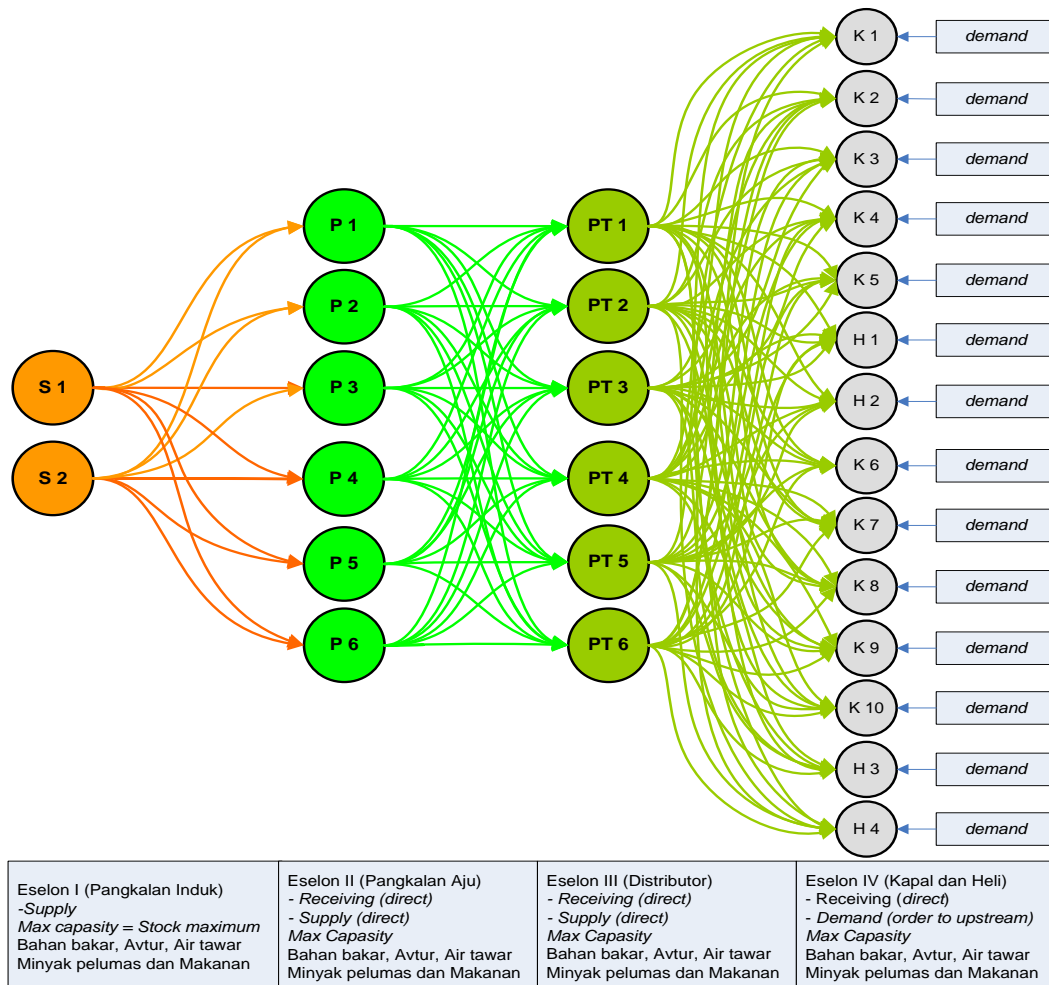 K 1
demand
K 2
demand
K 3
demand
K 4
demand
P 1
PT 1
K 5
demand
P 2
PT 2
H 1
demand
S 1
P 3
PT 3
H 2
demand
S 2
P 4
PT 4
K 6
demand
K 7
demand
P 5
PT 5
K 8
demand
P 6
PT 6
K 9
demand
K 10
demand
H 3
demand
H 4
demand
Eselon I (Pangkalan Induk)
-Supply
Max capasity = Stock maximum
Bahan bakar, Avtur, Air tawar
Minyak pelumas dan Makanan
Eselon II (Pangkalan Aju)
- Receiving (direct)
- Supply (direct)
Max Capasity
Bahan bakar, Avtur, Air tawar
Minyak pelumas dan Makanan
Eselon III (Distributor)
- Receiving (direct)
- Supply (direct)
Max Capasity
Bahan bakar, Avtur, Air tawar
Minyak pelumas dan Makanan
Eselon IV (Kapal dan Heli)
- Receiving (direct)
- Demand (order to upstream)
Max Capasity
Bahan bakar, Avtur, Air tawar
Minyak pelumas dan Makanan